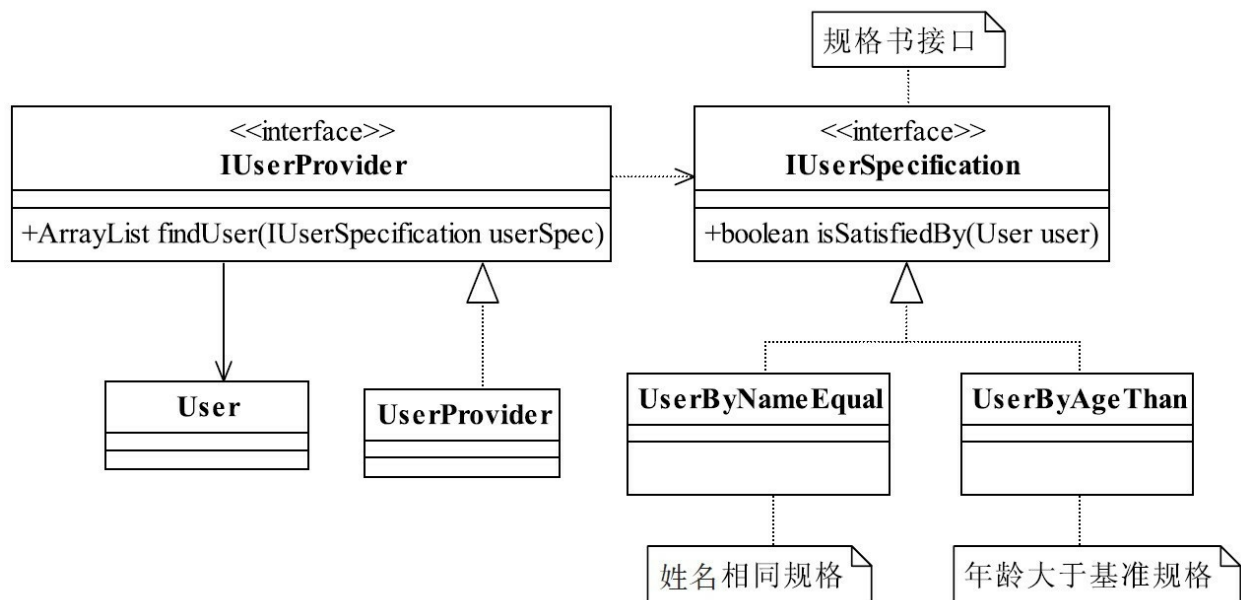 规格书接口
<<interface>>
IUserProvider
+ArrayList findUser(IUserSpecification userSpec)
<<interface>>
IUserSpecification
+boolean isSatisfiedBy(User user)
User
UserProvider
UserByNameEqual
UserByAgeThan
姓名相同规格
年龄大于基准规格